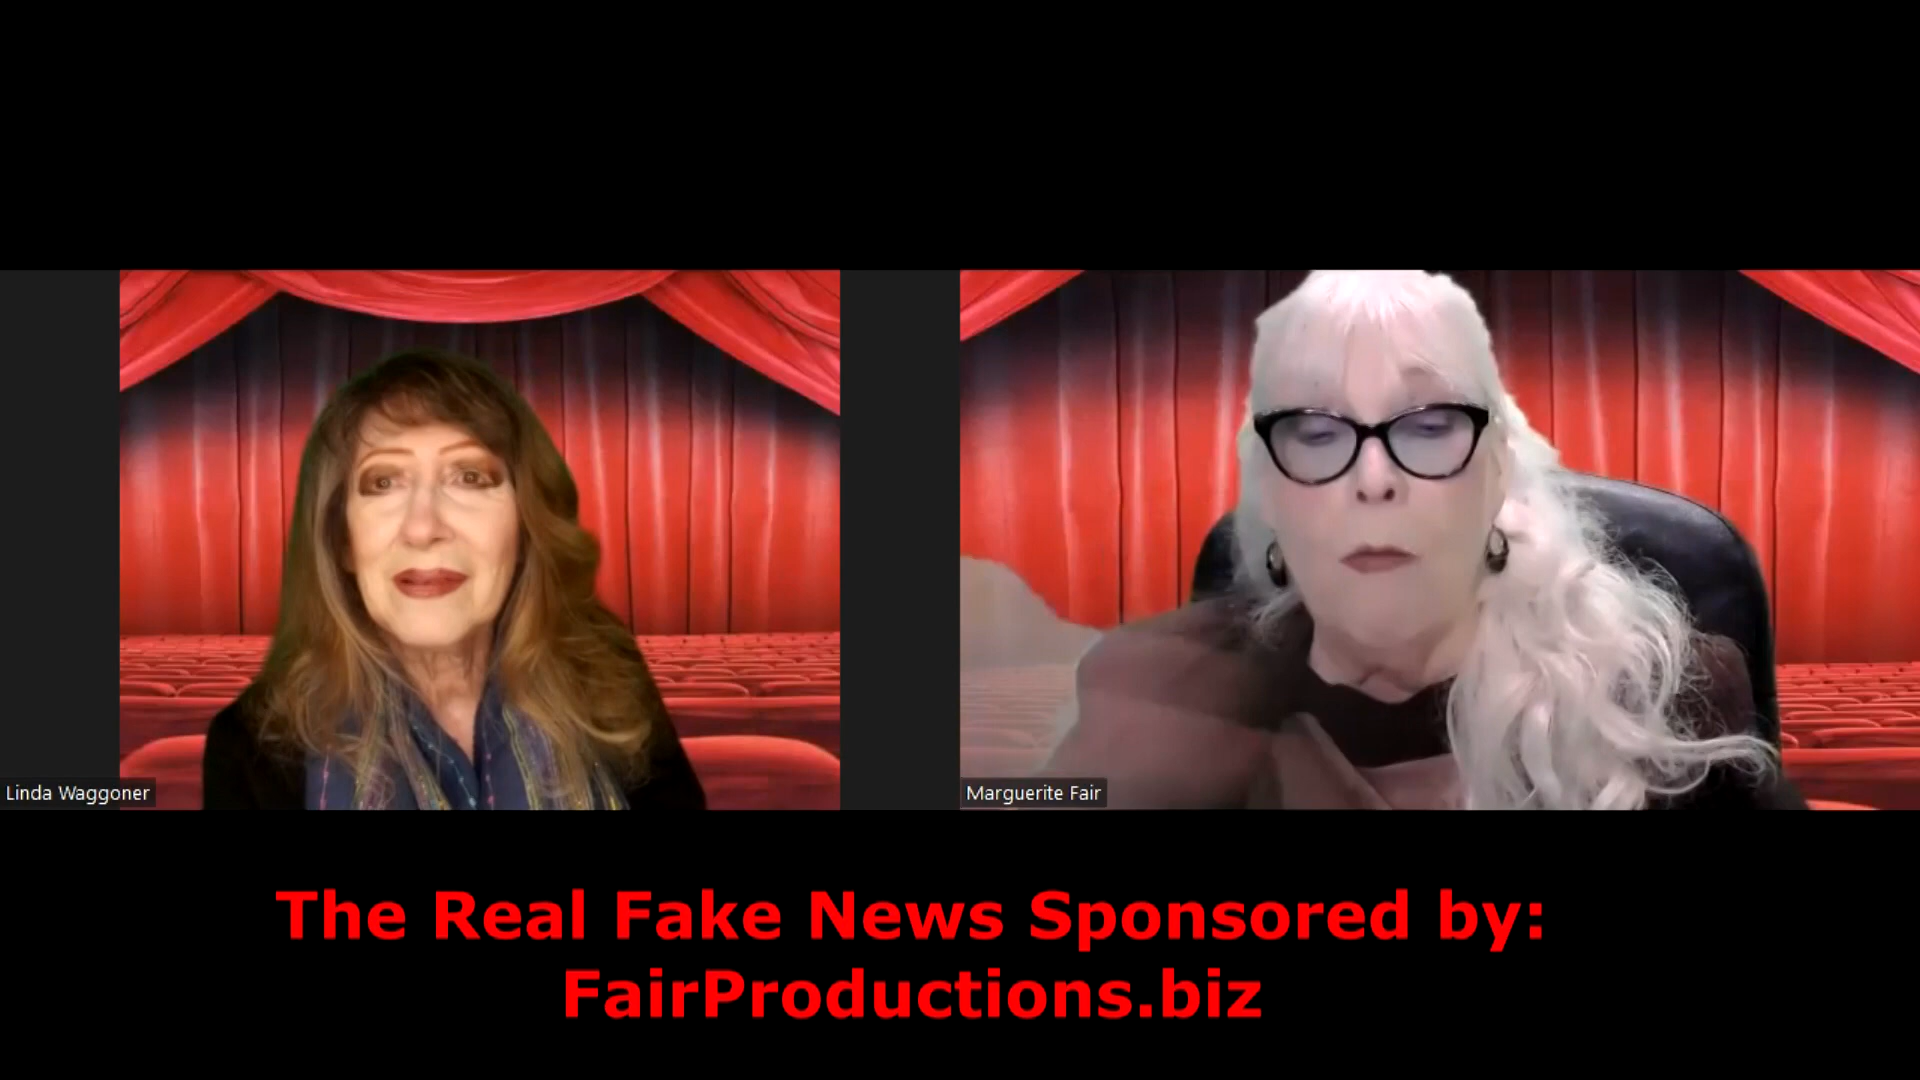 Linda Waggoner
Marguerite Fair
The Real Fake News Sponsored by:
FairProductions.biz